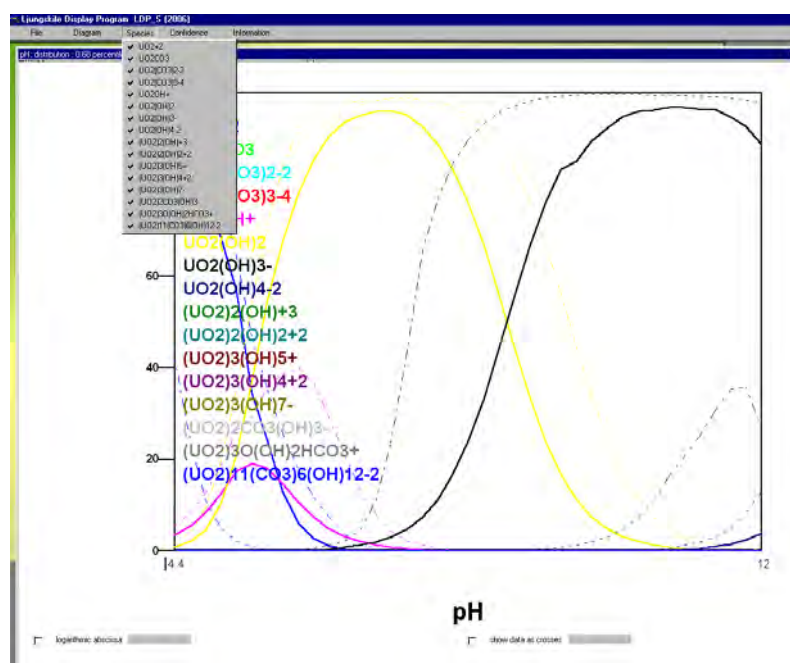 Ljungskile Display Program LDP_S (2006)
File Diagram Species Confidence Information
pH: distribution : 0.68 percentile
UO2+2
UO2CO3
UO2(CO3)2-2
UO2(CO3)3-4
UO2OH+
UO2(OH)2
UO2(OH)3-
UO2(OH)4-2
(UO2)2(OH)+3
(UO2)2(OH)2+2
(UO2)3(OH)5+
(UO2)3(OH)4+2
(UO2)3(OH)7-
(UO2)2CO3(OH)3-
(UO2)3O(OH)2HCO3+
(UO2)11(CO3)6(OH)12-2
O3
O3)2-2
O3)3-4
H+
UO2(OH)2
60
UO2(OH)3-
UO2(OH)4-2
(UO2)2(OH)+3
(UO2)2(OH)2+2
(UO2)3(OH)5+
40
(UO2)3(OH)4+2
(UO2)3(OH)7-
(UO2)2CO3(OH)3-
(UO2)3O(OH)2HCO3+
20
(UO2)11(CO3)6(OH)12-2
0
4.4 12
pH
logarithmic abscissa show data as crosses